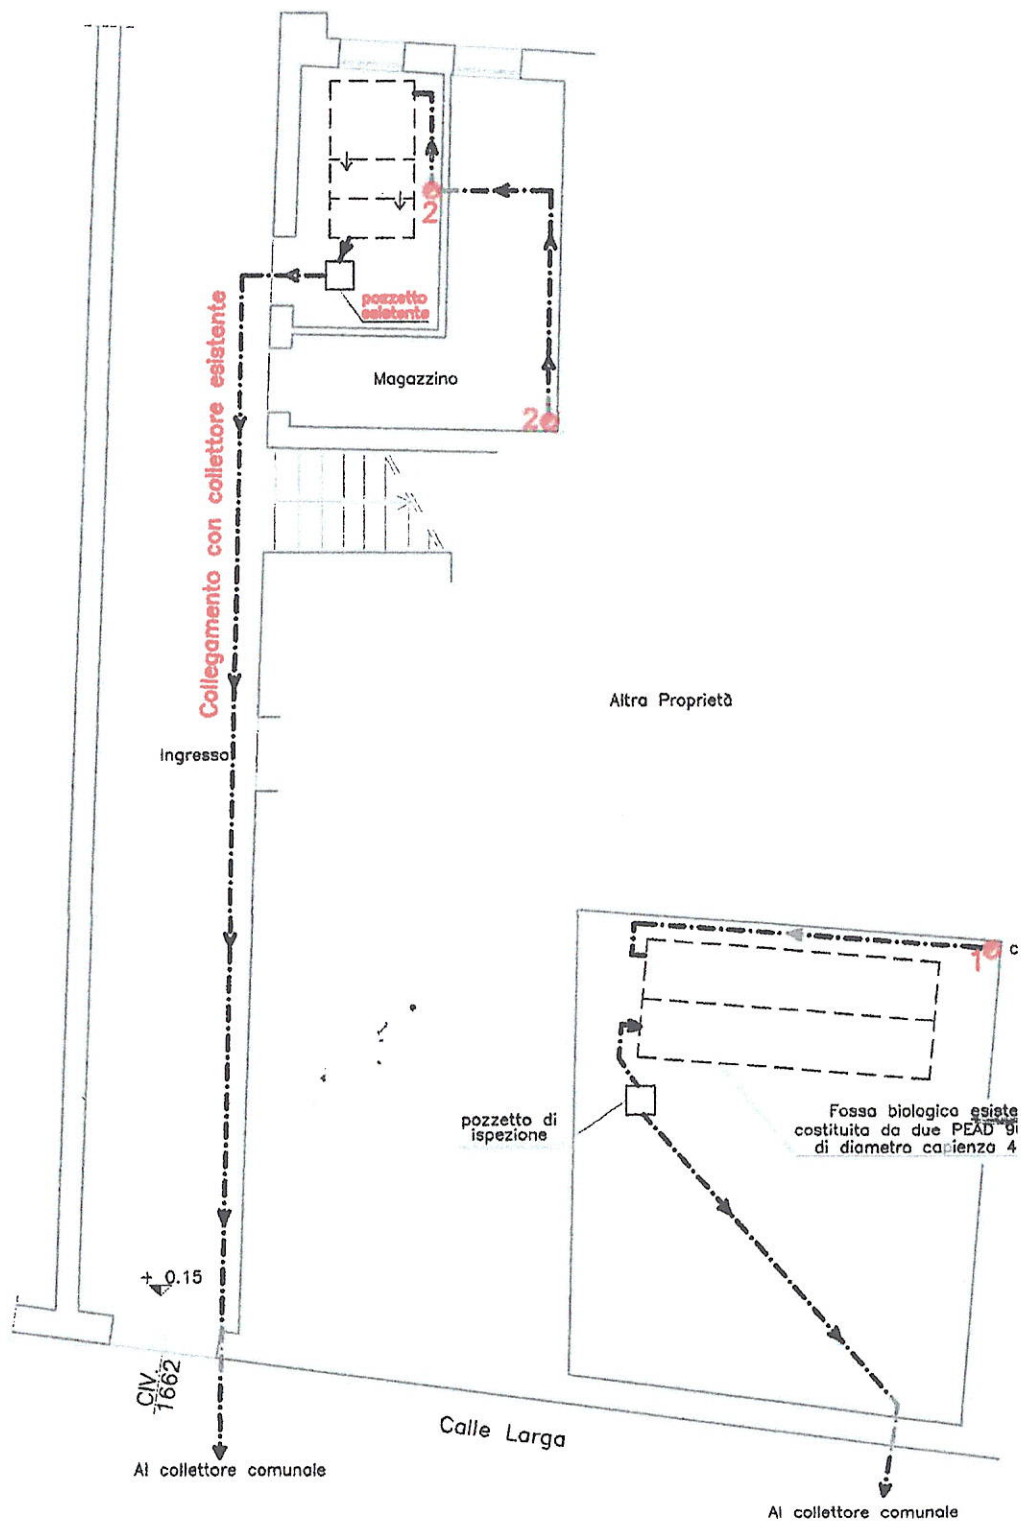 2
pozzetto
esistente
Collegamento con collettore esistente
Magazzino
2
Altra Proprietà
Ingresso
1
c
Fossa biologica esiste
costituita da due PEAD 9
di diametro capienza 4
pozzetto di
ispezione
+ 0.15
CIV.
1662
Calle Larga
Al collettore comunale
Al collettore comunale